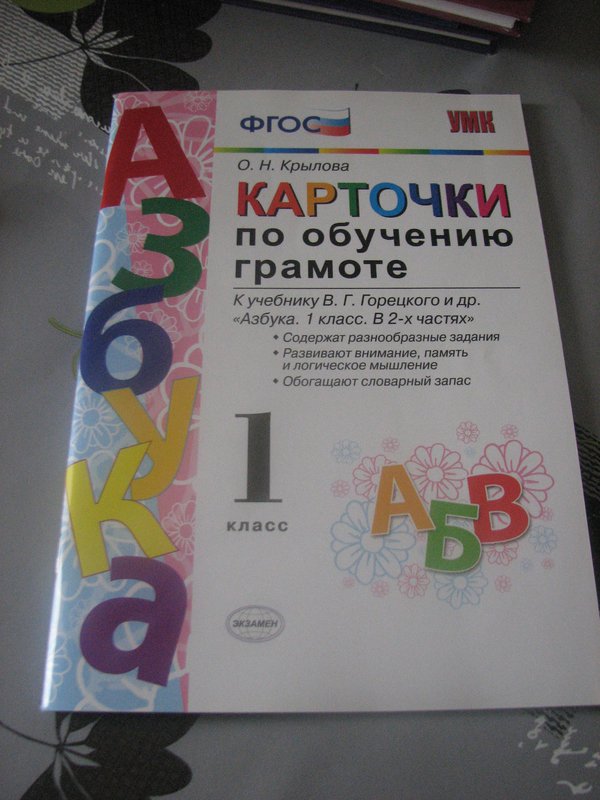 ФГОС
УМК
О. Н. Крылова
КАРТОЧКИ
по обучению
грамоте
К учебнику В. Г. Горецкого и др.
«Азбука. 1 класс. В 2-х частях»
• Содержат разнообразные задания
• Развивают внимание, память
и логическое мышление
• Обогащают словарный запас
1
класс
АБВ
ЭКЗАМЕН
Азбука